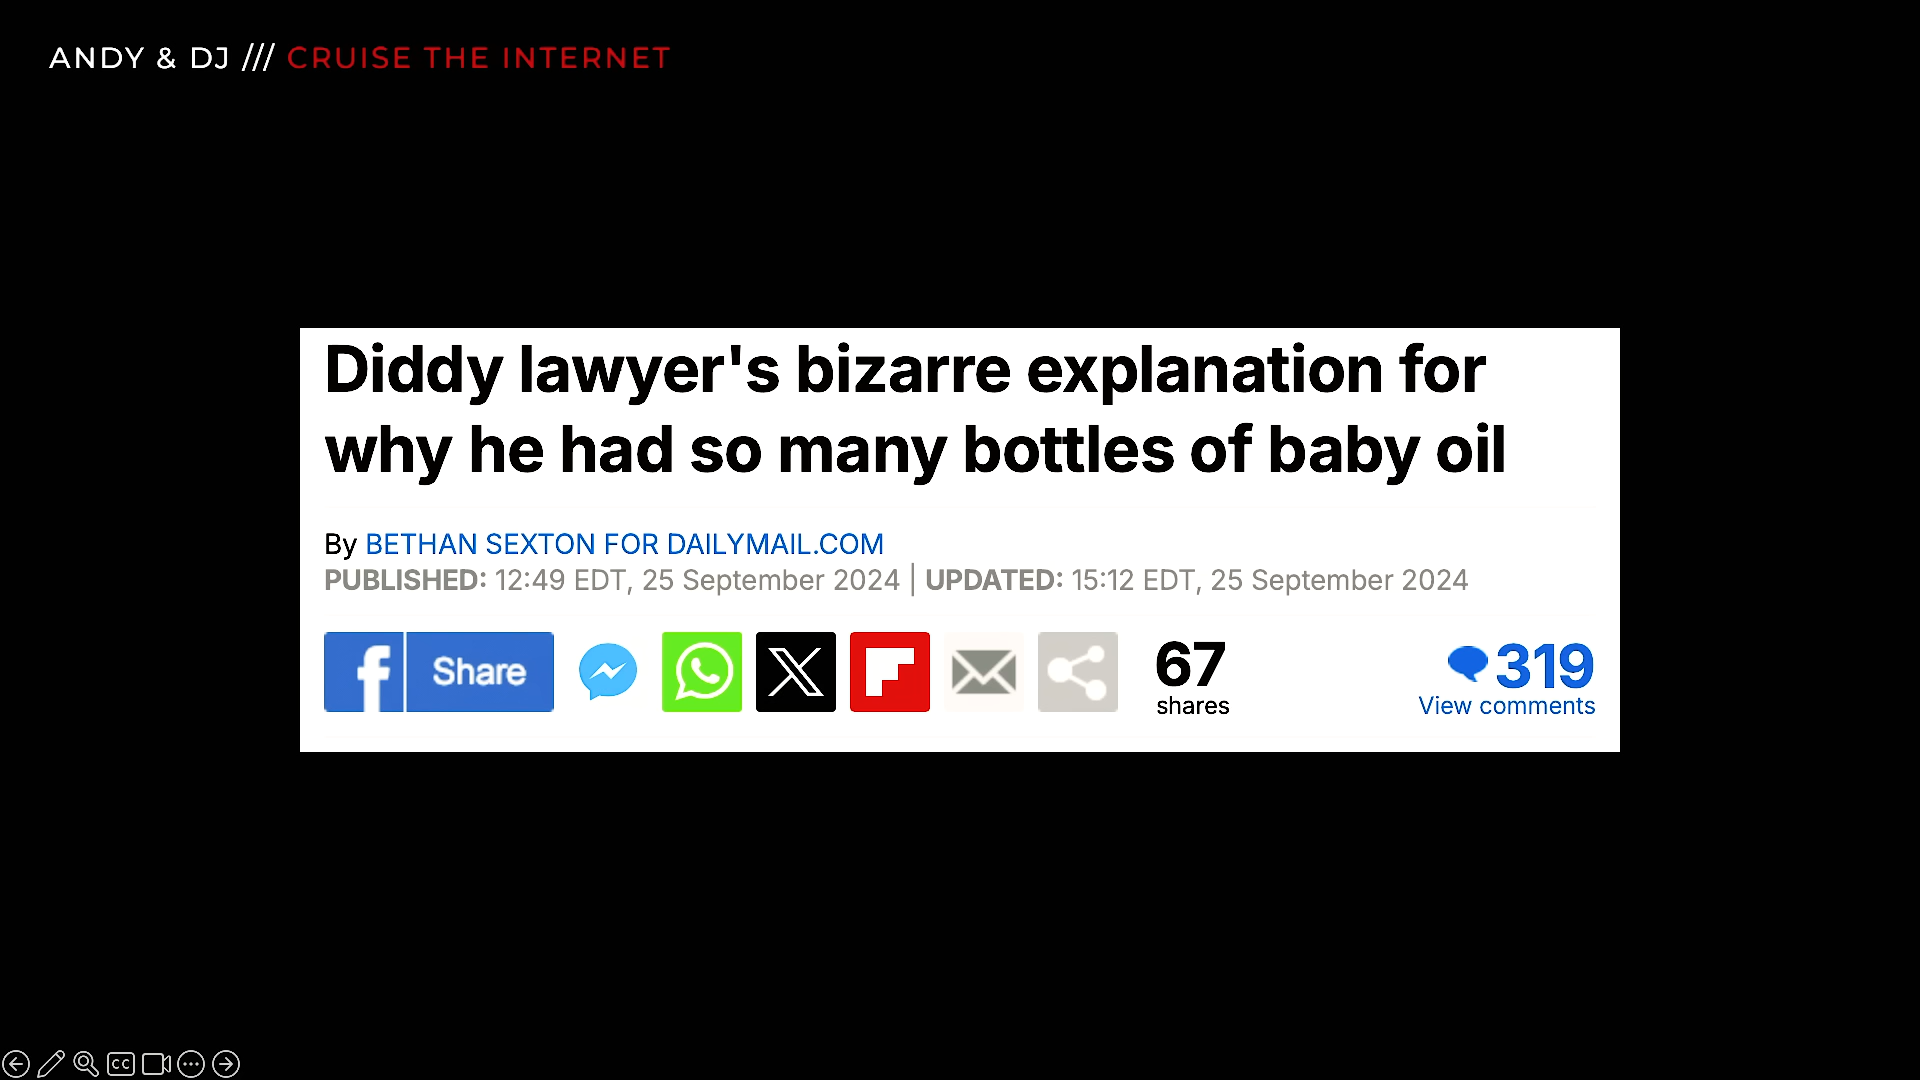 ANDY & DJ /// CRUISE THE INTERNET
Diddy lawyer's bizarre explanation for
why he had so many bottles of baby oil
By BETHAN SEXTON FOR DAILYMAIL.COM
PUBLISHED: 12:49 EDT, 25 September 2024 | UPDATED: 15:12 EDT, 25 September 2024
f Share
67
shares
319
View comments
CC